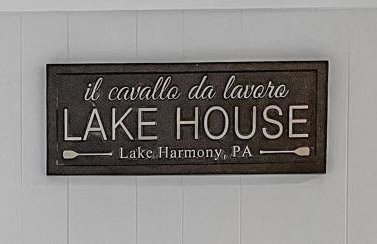 il cavallo da lavoro
LAKE HOUSE
Lake Harmony, PA